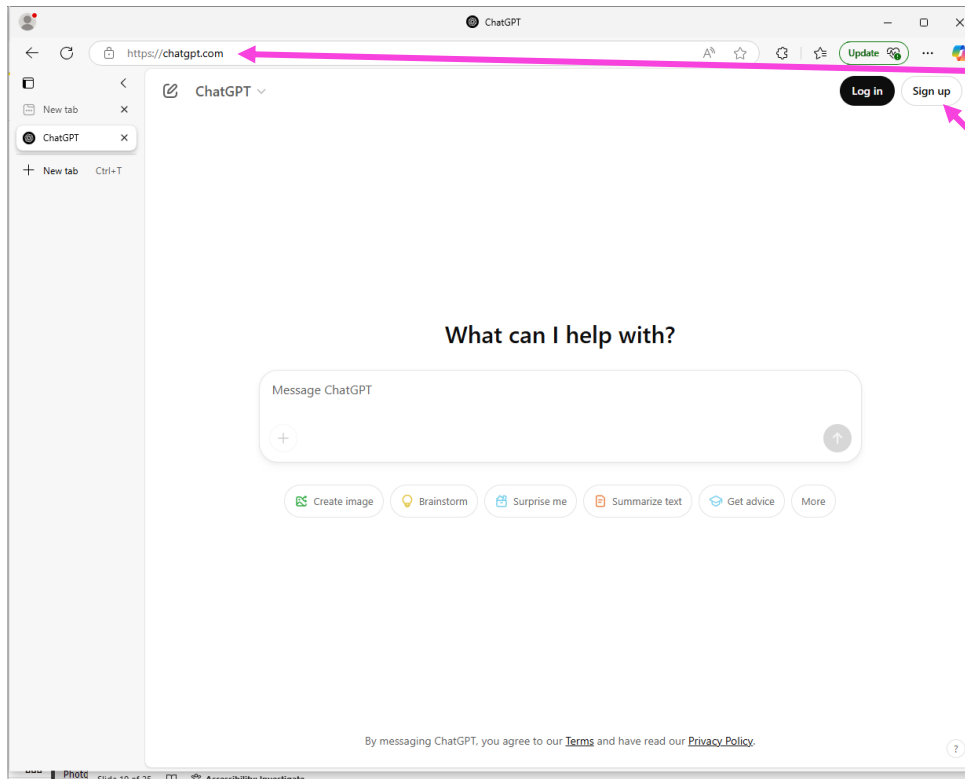 ChatGPT
https://chatgpt.com
Update
New tab
ChatGPT
New tab Ctrl+T
ChatGPT
Log in
Sign up
What can I help with?
Message ChatGPT
Create image
Brainstorm
Surprise me
Summarize text
Get advice
More
By messaging ChatGPT, you agree to our Terms and have read our Privacy Policy.
?